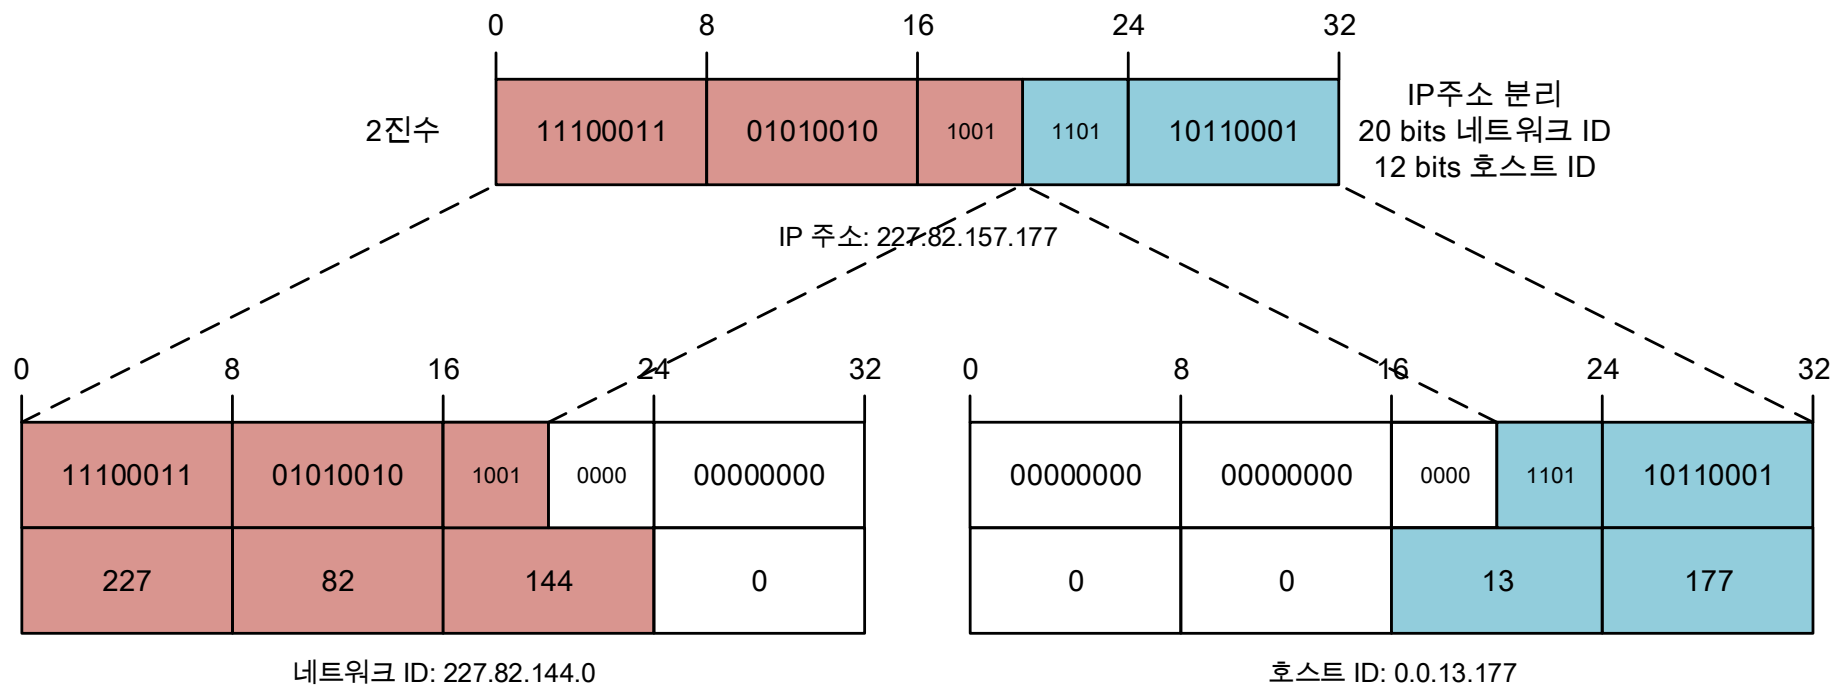 0 8 16 24 32
2진수 11100011 01010010 1001 1101 10110001
IP주소 분리
20 bits 네트워크 ID
12 bits 호스트 ID
IP 주소: 227.82.157.177
0 8 16 24 32
11100011 01010010 1001 0000 00000000
227 82 144 0
네트워크 ID: 227.82.144.0
0 8 16 24 32
00000000 00000000 0000 1101 10110001
0 0 13 177
호스트 ID: 0.0.13.177